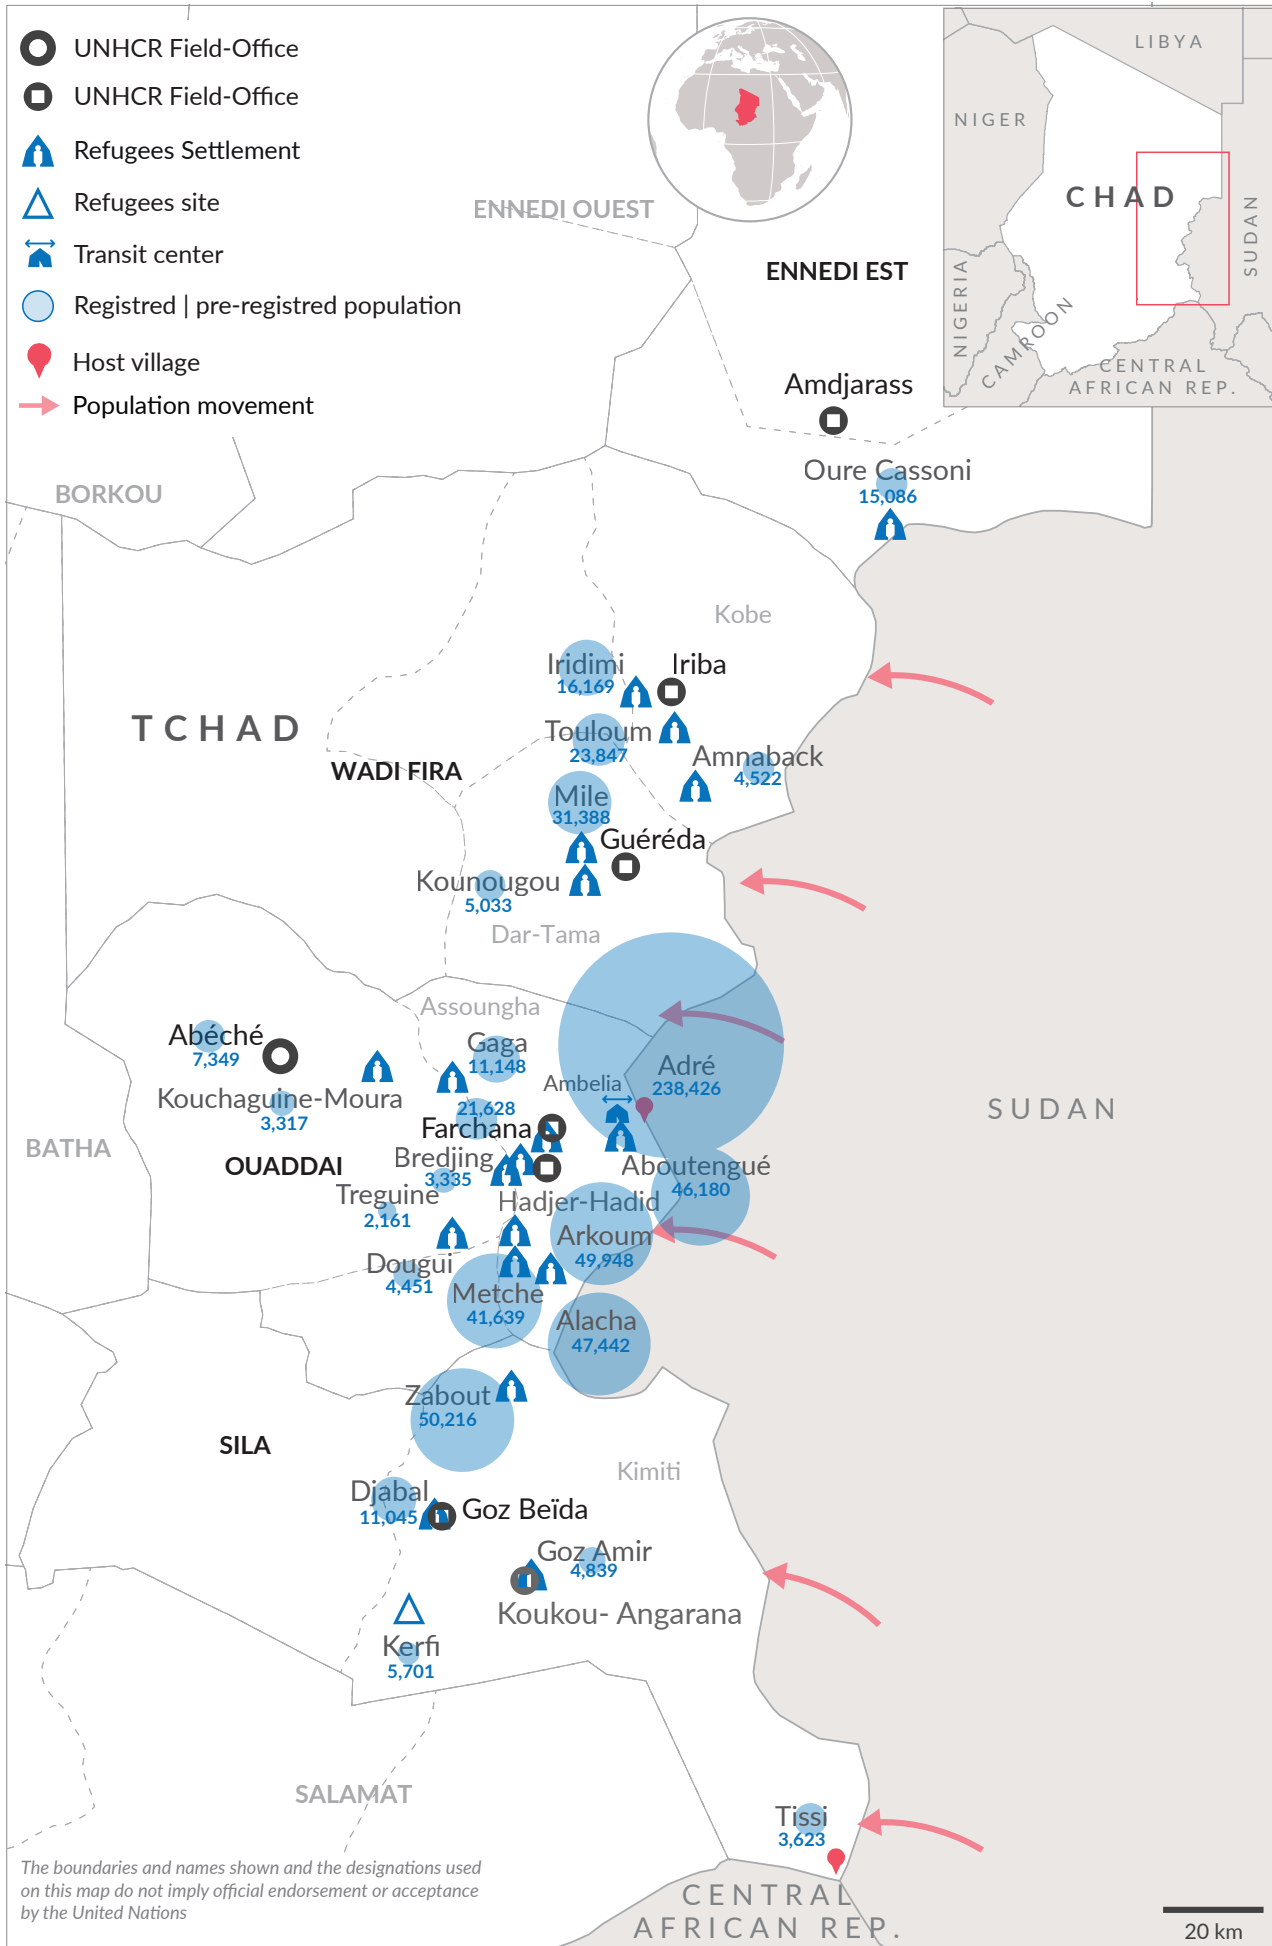 UNHCR Field-Office
UNHCR Field-Office
Refugees Settlement
Refugees site
Transit center
Registred | pre-registred population
Host village
Population movement
LIBYA
NIGER
CHAD
SUDAN
NIGERIA
CAMROON
CENTRAL
AFRICAN REP.
ENNEDI OUEST
ENNEDI EST
Amdjarass
Oure Cassoni
15,086
BORKOU
Kobe
Iridimi
16,169
Iriba
TCHAD
Touloum
23,847
WADI FIRA
Amnaback
4,522
Mile
31,388
Guéréda
Kounougou
5,033
Dar-Tama
Assoungha
Abéché
7,349
Gaga
11,148
Adré
238,426
Ambelia
Kouchaguine-Moura
3,317
21,628
Farchana
SUDAN
BATHA
OUADDAI
Bredjing
3,335
Aboutengué
46,180
Treguine
2,161
Hadjer-Hadid
Arkoum
49,948
Dougui
4,451
Metche
41,639
Alacha
47,442
Zabout
50,216
SILA
Kimiti
Djabal
11,045
Goz Beïda
Goz Amir
4,839
Koukou- Angarana
Kerfi
5,701
SALAMAT
Tissi
3,623
The boundaries and names shown and the designations used
on this map do not imply official endorsement or acceptance
by the United Nations
CENTRAL
AFRICAN REP.
20 km